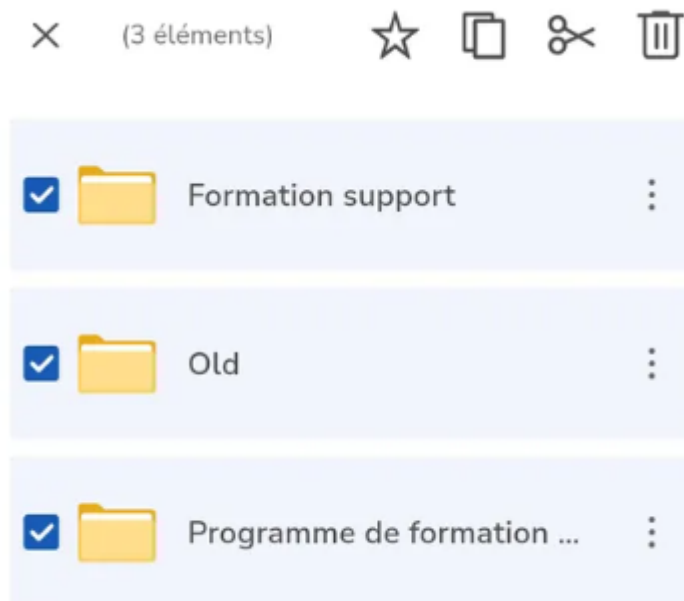 (3 éléments)
Formation support
Old
Programme de formation ...